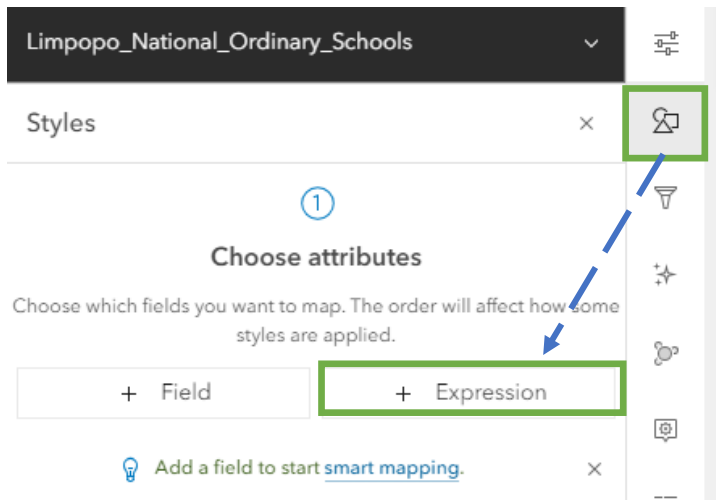 Limpopo_National_Ordinary_Schools
Styles
1
Choose attributes
Choose which fields you want to map. The order will affect how some
styles are applied.
+ Field
+ Expression
Add a field to start smart mapping.